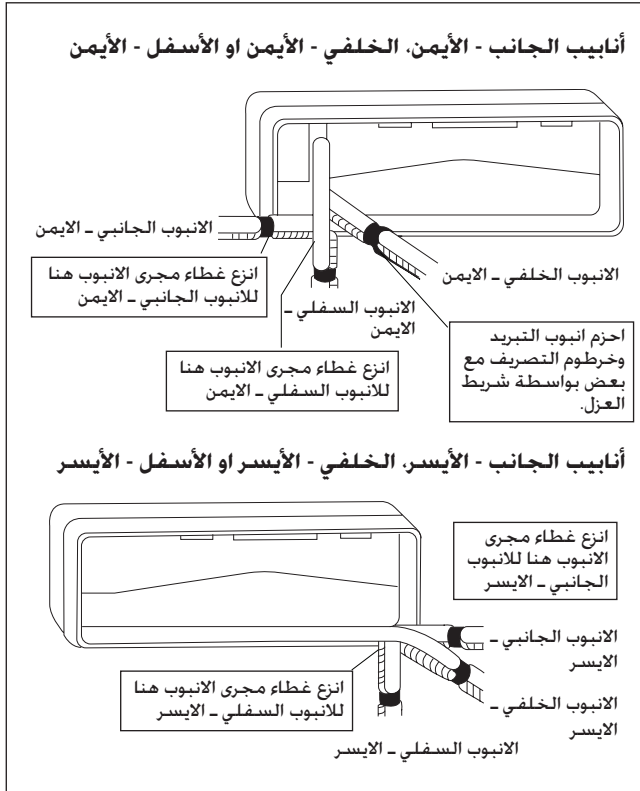 أنابيب الجانب - الأيمن، الخلفي - الأيمن او الأسفل - الأيمن
الانبوب الجانبي – الايمن
انزع غطاء مجرى الانبوب هنا
للانبوب الجانبي – الايمن
الانبوب الخلفي – الايمن
الانبوب السفلي –
الايمن
انزع غطاء مجرى الانبوب هنا
للانبوب السفلي – الايمن
احزم انبوب التبريد
وخرطوم التصريف مع
بعض بواسطة شريط
العزل.
أنابيب الجانب - الأيسر، الخلفي - الأيسر او الأسفل - الأيسر
انزع غطاء مجرى
الانبوب هنا للانبوب
الجانبي – الايسر
الانبوب الجانبي –
الايسر
انزع غطاء مجرى الانبوب هنا
للانبوب السفلي – الايسر
الانبوب الخلفي –
الايسر
الانبوب السفلي – الايسر